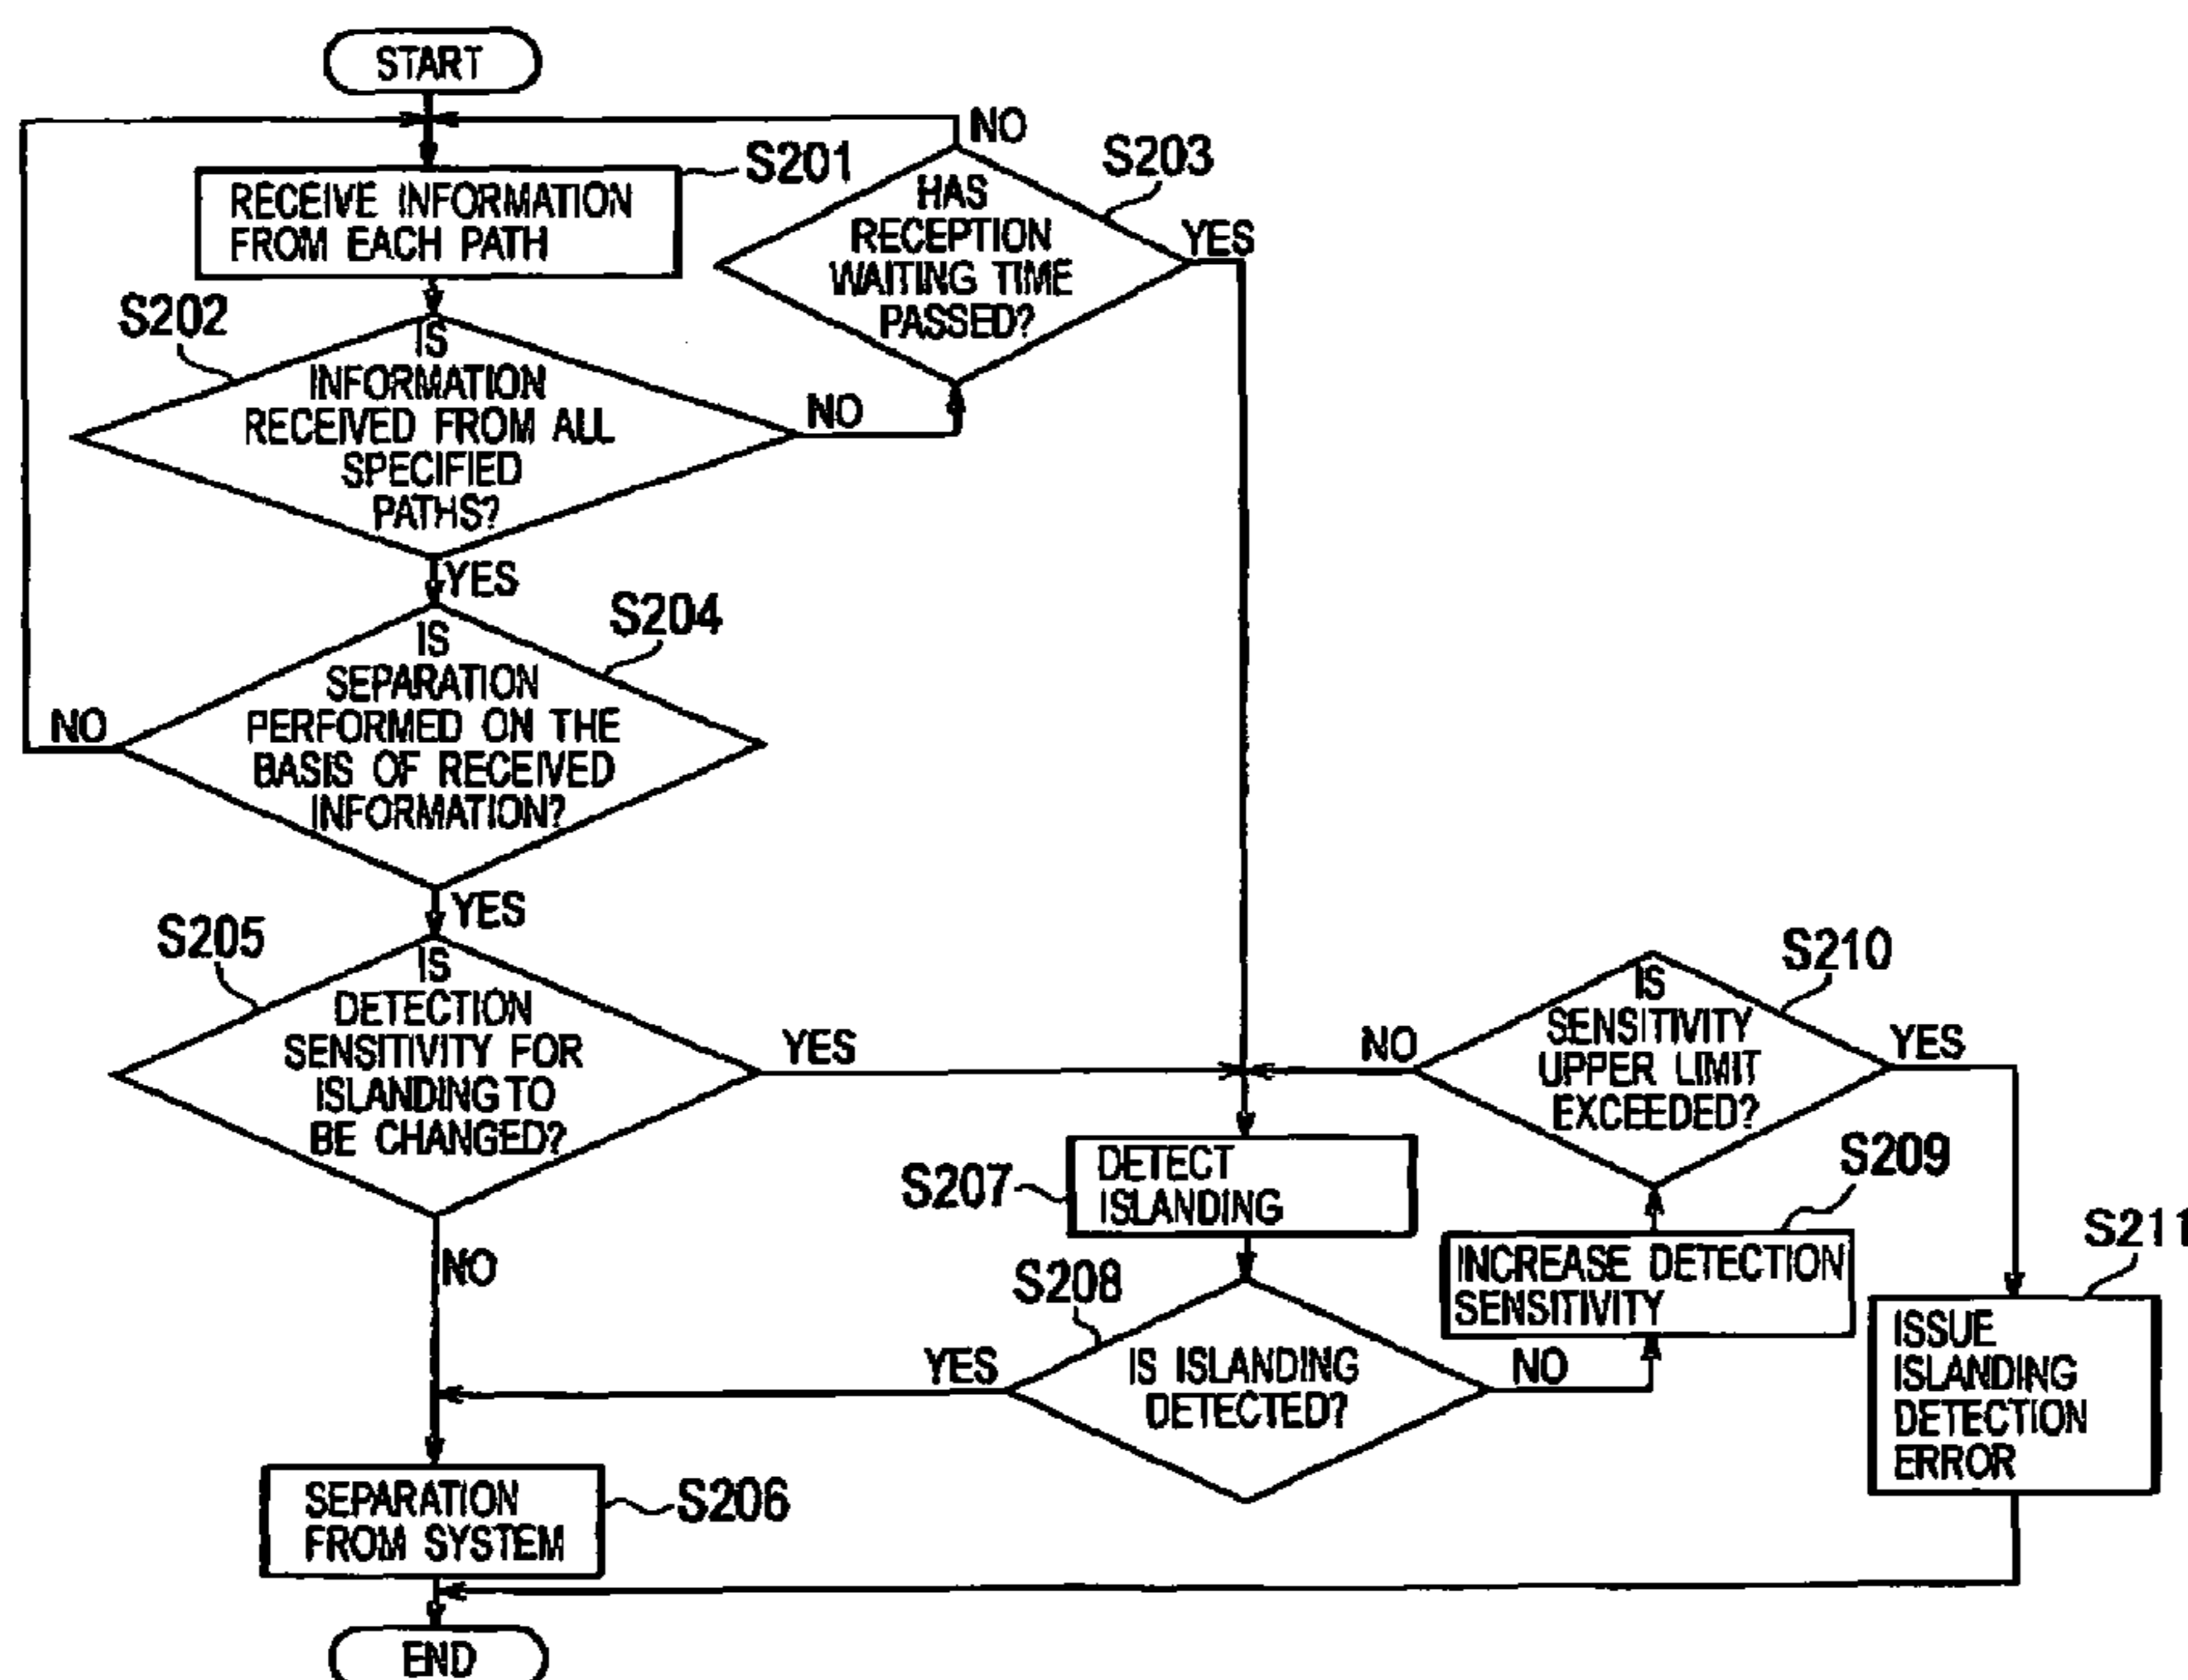 START
NO
S201
S203
RECEIVE INFORMATION
FROM EACH PATH
HAS
RECEPTION
WAITING TIME
PASSED?
YES
S202
IS
INFORMATION
RECEIVED FROM ALL
SPECIFIED
PATHS?
NO
YES
S204
IS
SEPARATION
PERFORMED ON THE
BASIS OF RECEIVED
INFORMATION?
NO
YES
S205
IS
DETECTION
SENSITIVITY FOR
ISLANDING TO
BE CHANGED?
YES
NO
S210
IS
SENSITIVITY
UPPER LIMIT
EXCEEDED?
NO
YES
S207
DETECT
ISLANDING
S209
INCREASE DETECTION
SENSITIVITY
S211
ISSUE
ISLANDING
DETECTION
ERROR
S208
IS ISLANDING
DETECTED?
YES
NO
SEPARATION
FROM SYSTEM
S206
END